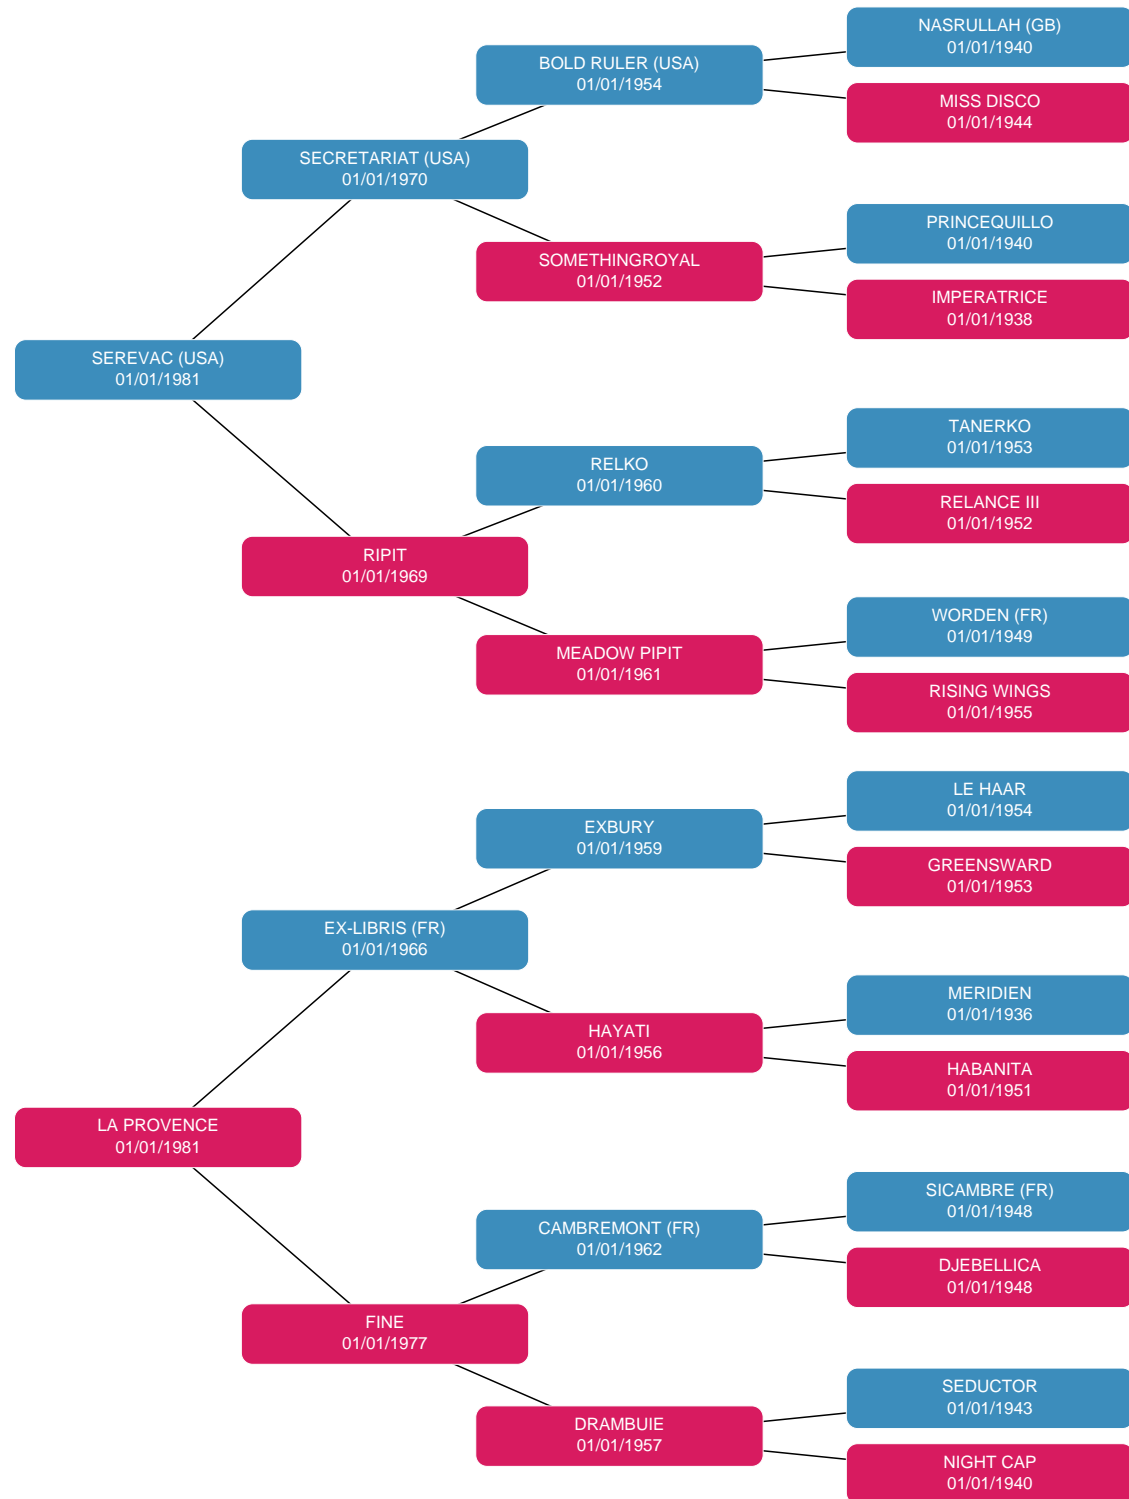 NASRULLAH (GB)
01/01/1940
BOLD RULER (USA)
01/01/1954
MISS DISCO
01/01/1944
SECRETARIAT (USA)
01/01/1970
PRINCEQUILLO
01/01/1940
SOMETHINGROYAL
01/01/1952
IMPERATRICE
01/01/1938
SEREVAC (USA)
01/01/1981
TANERKO
01/01/1953
RELKO
01/01/1960
RELANCE III
01/01/1952
RIPIT
01/01/1969
WORDEN (FR)
01/01/1949
MEADOW PIPIT
01/01/1961
RISING WINGS
01/01/1955
LE HAAR
01/01/1954
EXBURY
01/01/1959
GREENSWARD
01/01/1953
EX-LIBRIS (FR)
01/01/1966
MERIDIEN
01/01/1936
HAYATI
01/01/1956
HABANITA
01/01/1951
LA PROVENCE
01/01/1981
SICAMBRE (FR)
01/01/1948
CAMBREMONT (FR)
01/01/1962
DJEBELLICA
01/01/1948
FINE
01/01/1977
SEDUCTOR
01/01/1943
DRAMBUIE
01/01/1957
NIGHT CAP
01/01/1940